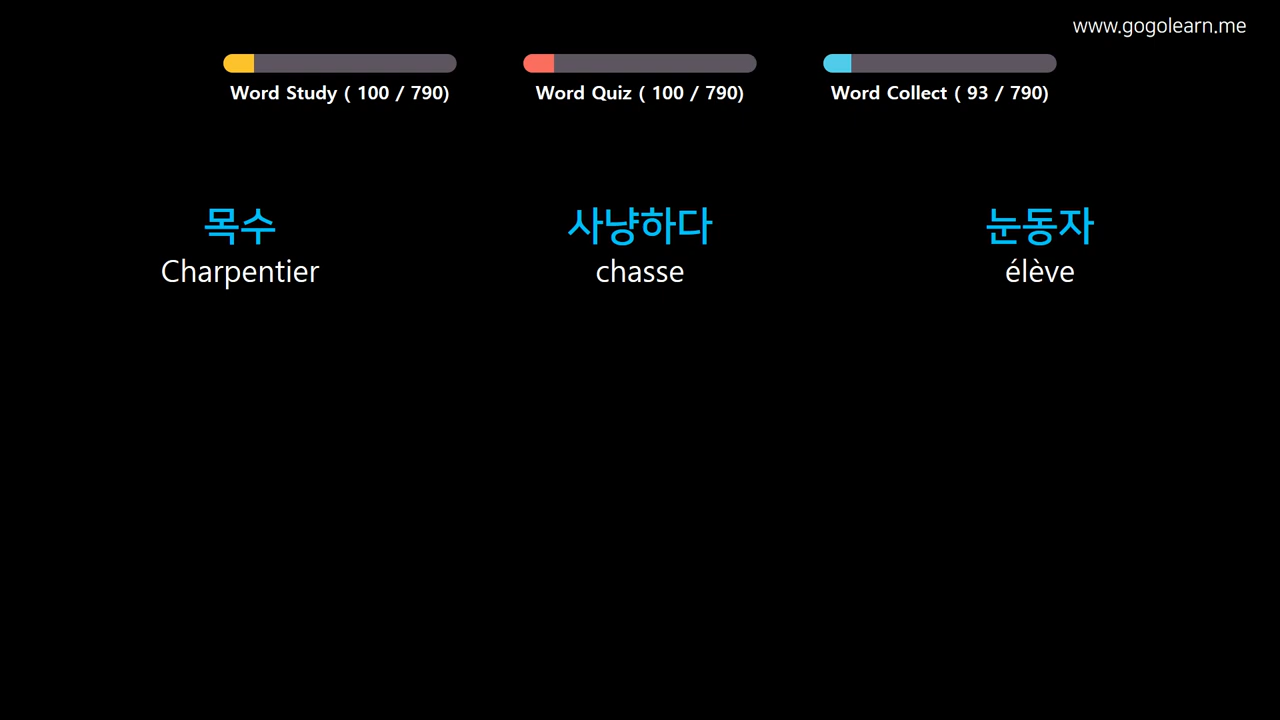 www.gogolearn.me
Word Study ( 100 / 790)
Word Quiz ( 100 / 790)
Word Collect ( 93 / 790)
목수
Charpentier
사냥하다
chasse
눈동자
élève